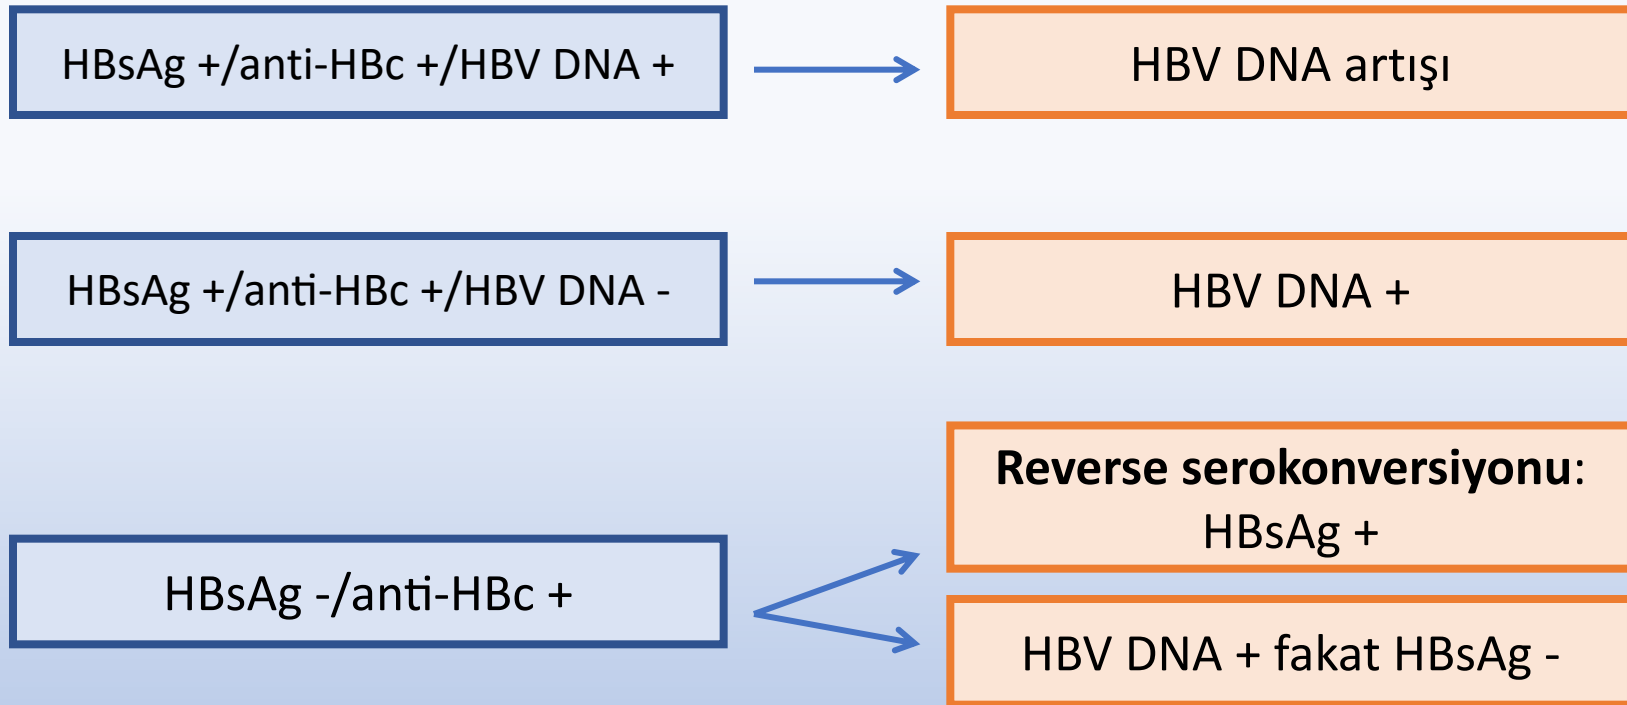 HBsAg +/anti-HBc +/HBV DNA +
HBV DNA artışı
HBsAg +/anti-HBc +/HBV DNA -
HBV DNA +
HBsAg -/anti-HBc +
Reverse serokonversiyonu:
HBsAg +
HBV DNA + fakat HBsAg -